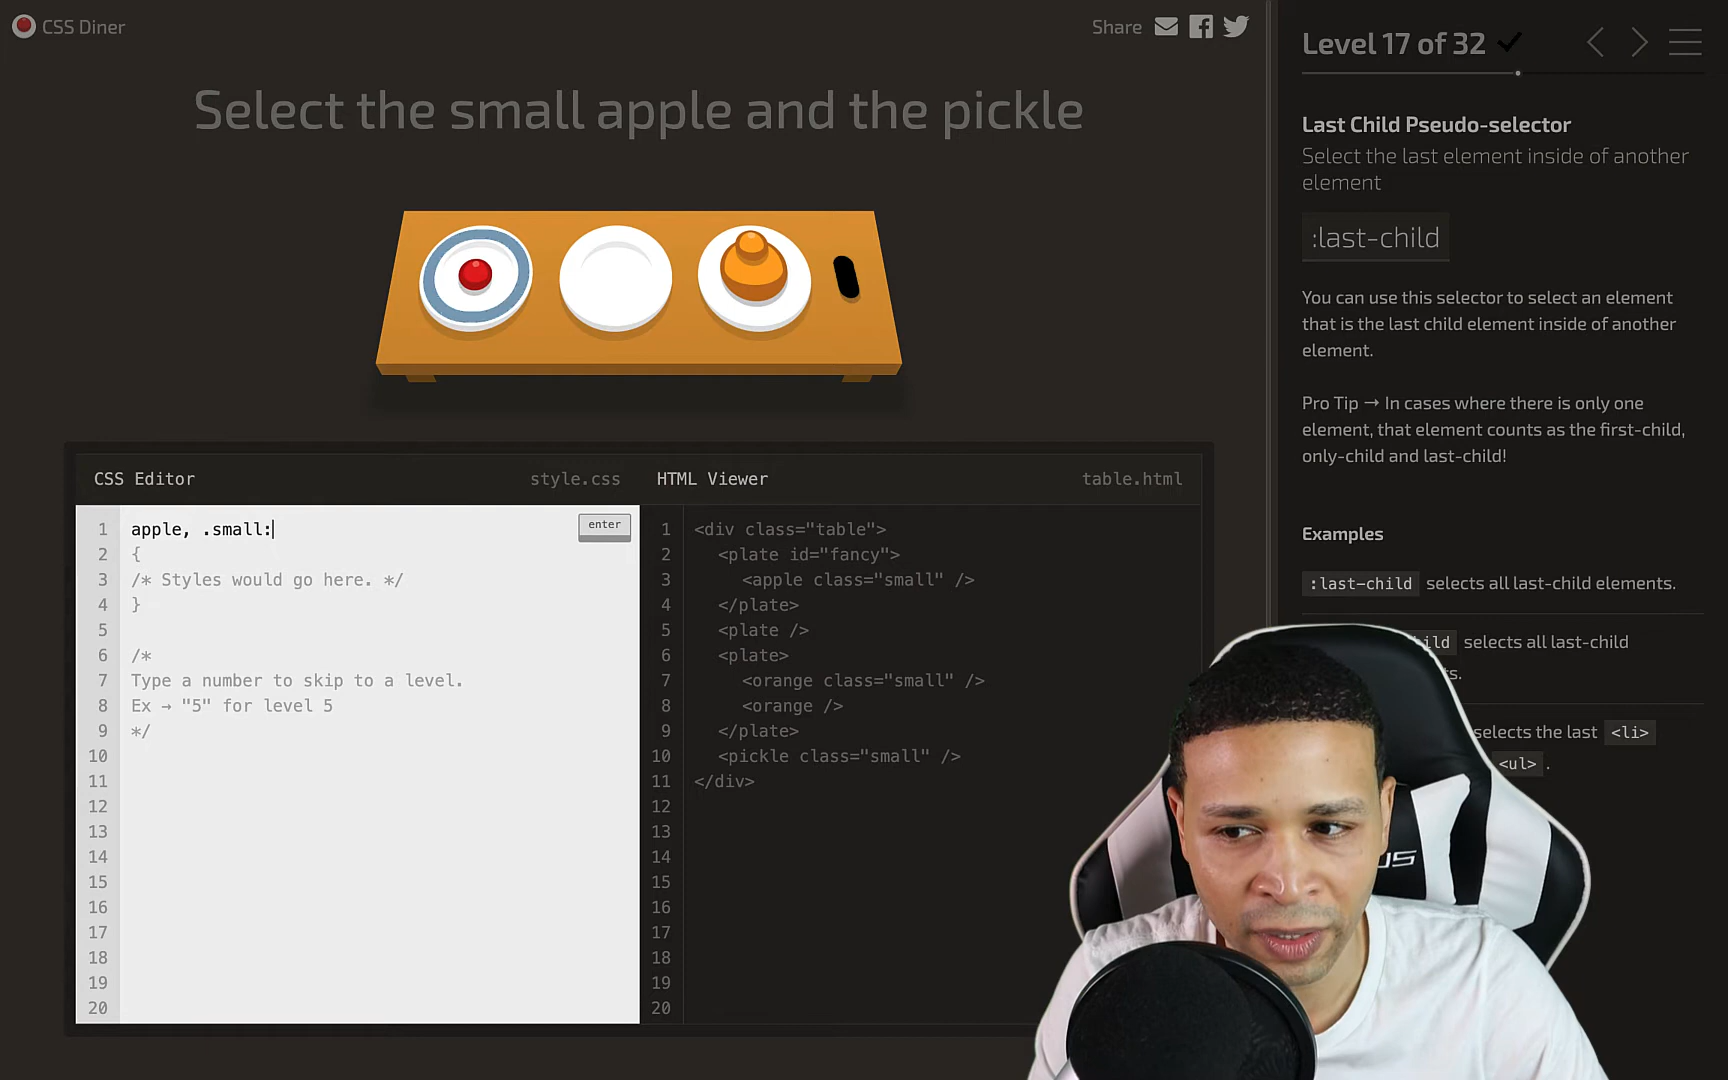 CSS Diner
Share
Level 17 of 32
Select the small apple and the pickle
Last Child Pseudo-selector
Select the last element inside of another
element
:last-child
You can use this selector to select an element
that is the last child element inside of another
element.
Pro Tip → In cases where there is only one
element, that element counts as the first-child,
only-child and last-child!
Examples
:last-child selects all last-child elements.
ild selects all last-child
s.
selects the last <li>
<ul> .
CSS Editor
style.css
1 apple, .small:
enter
2 {
3 /* Styles would go here. */
4 }
5
6 /*
7 Type a number to skip to a level.
8 Ex → "5" for level 5
9 */
10
11
12
13
14
15
16
17
18
19
20
HTML Viewer
table.html
1 <div class="table">
2 <plate id="fancy">
3 <apple class="small" />
4 </plate>
5 <plate />
6 <plate>
7 <orange class="small" />
8 <orange />
9 </plate>
10 <pickle class="small" />
11 </div>
12
13
14
15
16
17
18
19
20
US